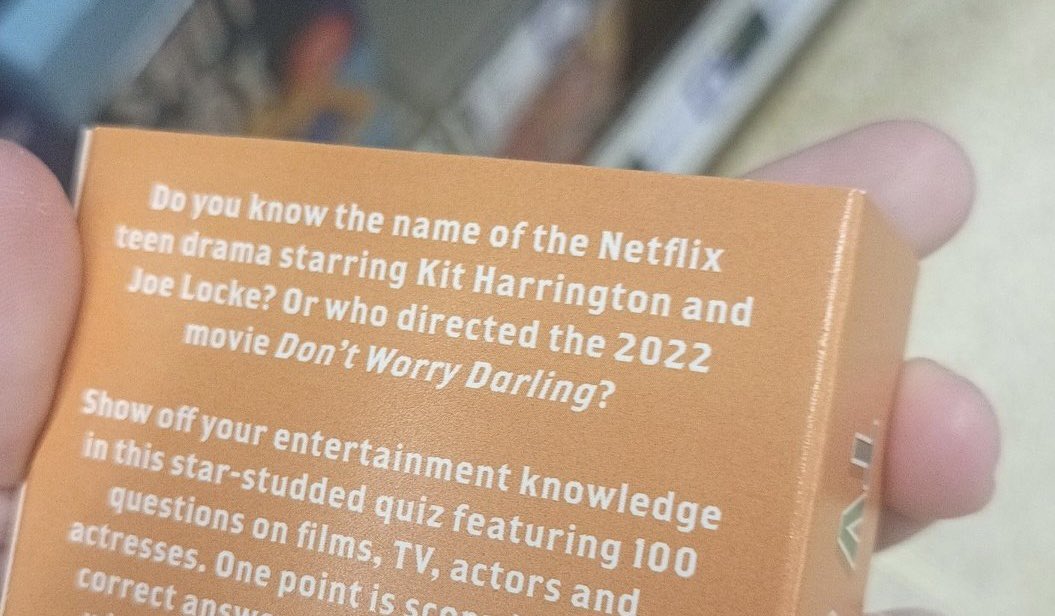 Do you know the name of the Netflix
teen drama starring Kit Harrington and
Joe Locke? Or who directed the 2022
movie Don't Worry Darling?
Show off your entertainment knowledge
in this star-studded quiz featuring 100
questions on films, TV, actors and
actresses. One point is
correct